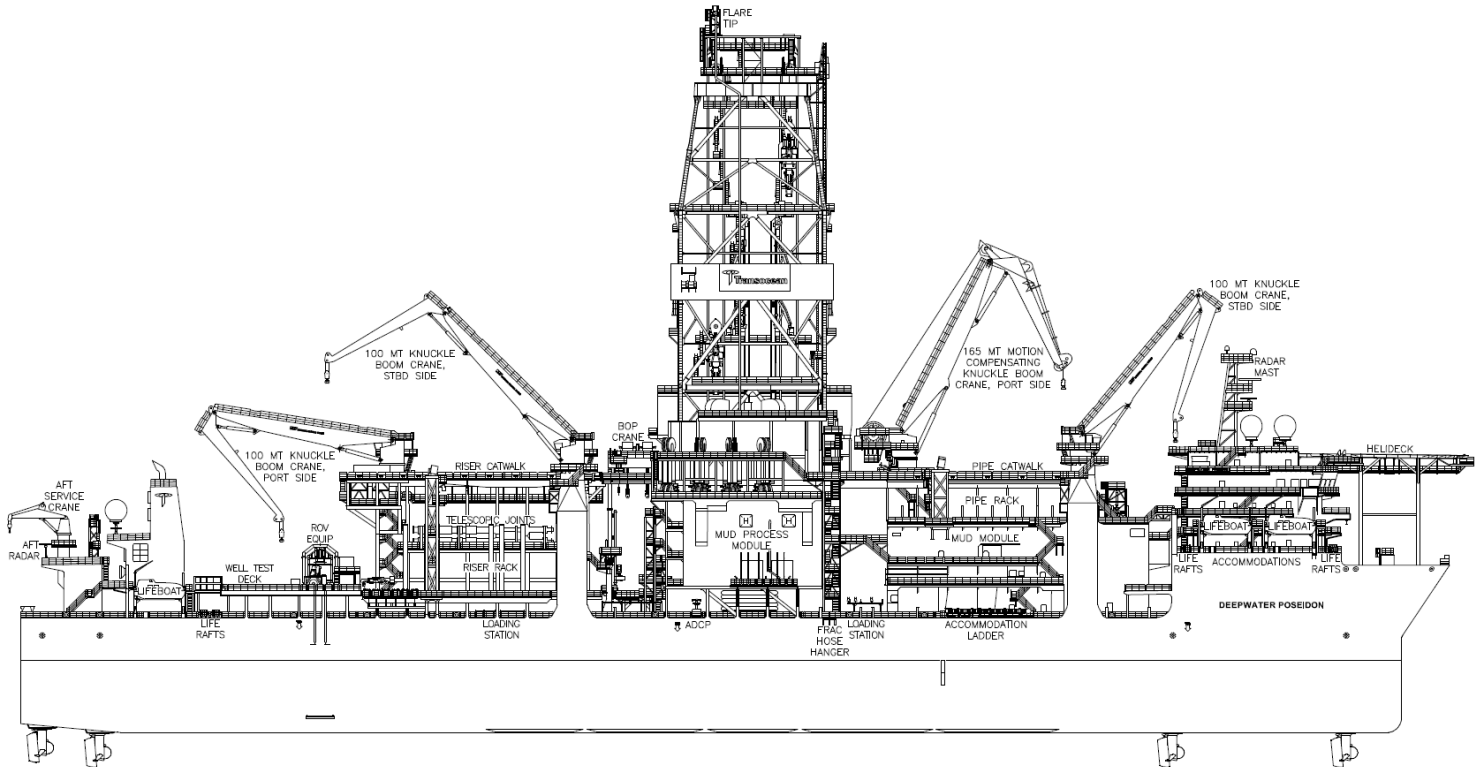 FLARE
TIP
Transocean
100 MT KNUCKLE
BOOM CRANE,
STBD SIDE
165 MT MOTION
COMPENSATING
KNUCKLE BOOM
CRANE, PORT SIDE
100 MT KNUCKLE
BOOM CRANE,
STBD SIDE
RADAR
MAST
100 MT KNUCKLE
BOOM CRANE,
PORT SIDE
BOP
CRANE
RISER CATWALK
PIPE CATWALK
HELIDECK
AFT
SERVICE
CRANE
AFT
RADAR
ROV
EQUIP
TELESCOPIC JOINTS
RISER RACK
H
H
MUD PROCESS
MODULE
PIPE RACK
MUD MODULE
LIFEBOAT
LIFEBOAT
LIFE
RAFTS
ACCOMMODATIONS
LIFE
RAFTS
WELL TEST
DECK
LIFEBOAT
LIFE
RAFTS
LOADING
STATION
ADCP
FRAC
HOSE
HANGER
LOADING
STATION
ACCOMMODATION
LADDER
DEEPWATER POSEIDON